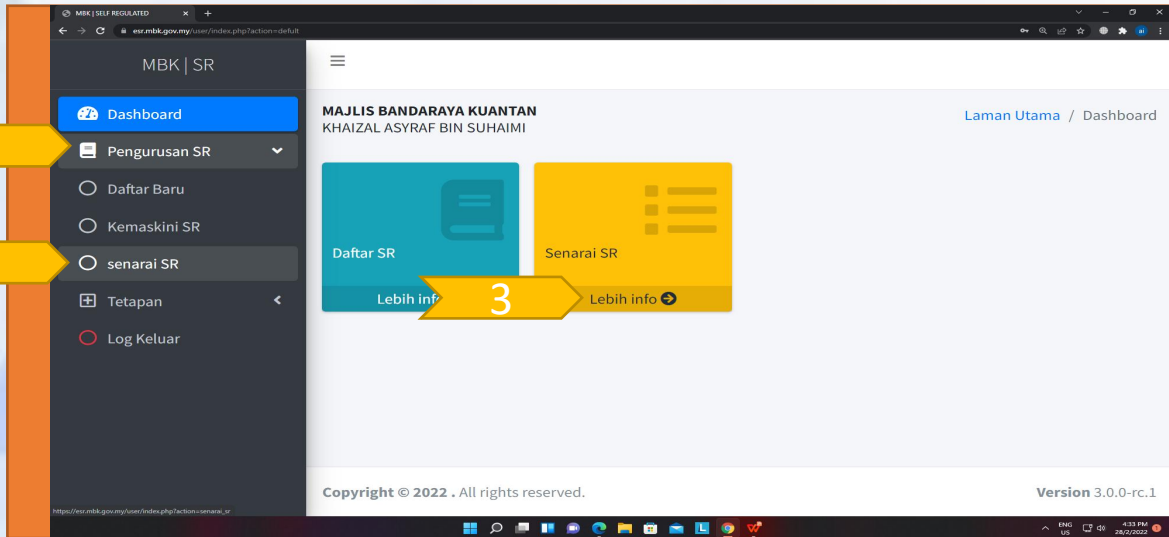 MBK | SELF REGULATED
esr.mbk.gov.my/user/index.php?action=defult
MBK | SR
Dashboard
Pengurusan SR
Daftar Baru
Kemaskini SR
senarai SR
Tetapan
Log Keluar
MAJLIS BANDARAYA KUANTAN
KHAIZAL ASYRAF BIN SUHAIMI
Laman Utama / Dashboard
Daftar SR
Lebih inf
Senarai SR
3
Lebih info
Copyright © 2022 . All rights reserved.
Version 3.0.0-rc.1
https://esr.mbk.gov.my/user/index.php?action=senarai_sr
ENG
US
4:33 PM
28/2/2022